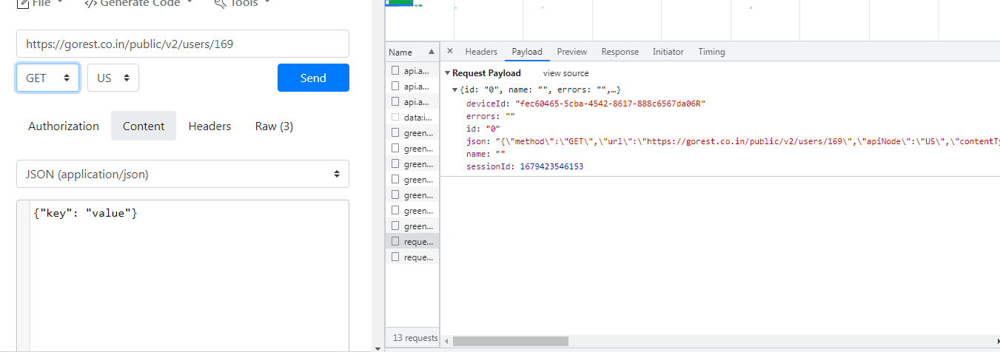 File Generate Code Tools
https://gorest.co.in/public/v2/users/169
GET US Send
Authorization Content Headers Raw (3)
JSON (application/json)
{"key": "value"}
Name
api.a...
api.a...
api.a...
data:i...
green...
green...
green...
green...
green...
green...
green...
reque...
reque...
13 requests
× Headers Payload Preview Response Initiator Timing
Request Payload view source
{id: "0", name: "", errors: "",…}
deviceId: "fec60465-5cba-4542-8617-888c6567da06R"
errors: ""
id: "0"
json: "{\"method\":\"GET\",\"url\":\"https://gorest.co.in/public/v2/users/169\",\"apiNode\":\"US\",\"contentTy
name: ""
sessionId: 1679423546153